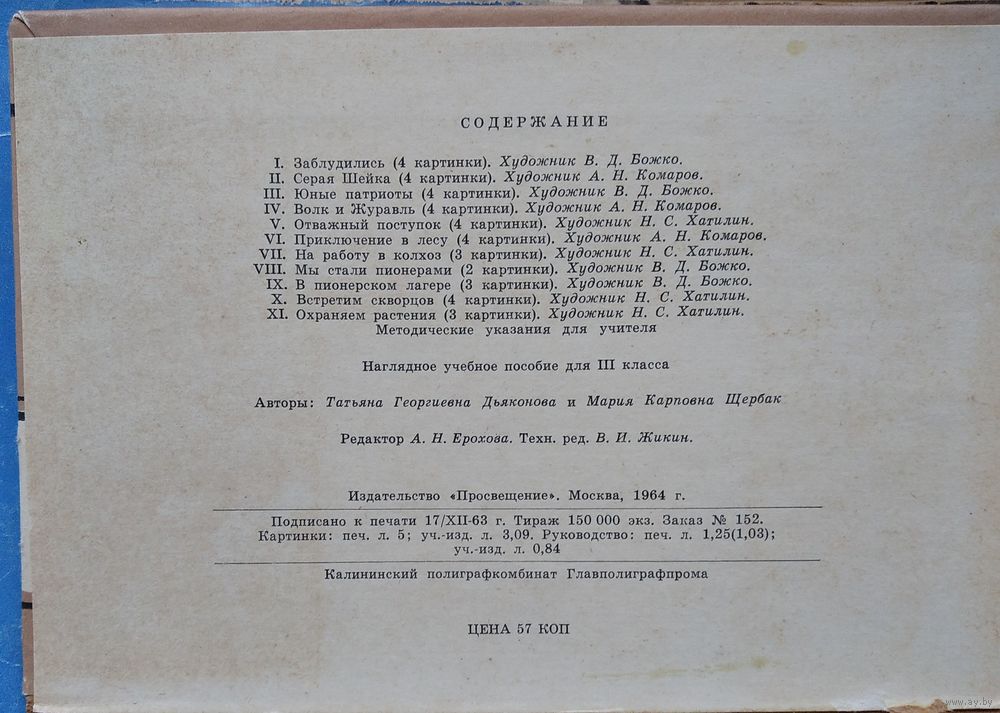 СОДЕРЖАНИЕ
I. Заблудились (4 картинки). Художник В. Д. Божко.
II. Серая Шейка (4 картинки). Художник А. Н. Комаров.
III. Юные патриоты (4 картинки). Художник В. Д. Божко.
IV. Волк и Журавль (4 картинки). Художник А. Н. Комаров.
V. Отважный поступок (4 картинки). Художник Н. С. Хатилин.
VI. Приключение в лесу (4 картинки). Художник А. Н. Комаров.
VII. На работу в колхоз (3 картинки). Художник Н. С. Хатилин.
VIII. Мы стали пионерами (2 картинки). Художник В. Д. Божко.
IX. В пионерском лагере (3 картинки). Художник В. Д. Божко.
X. Встретим скворцов (4 картинки). Художник Н. С. Хатилин.
XI. Охраняем растения (3 картинки). Художник Н. С. Хатилин.
Методические указания для учителя
Наглядное учебное пособие для III класса
Авторы: Татьяна Георгиевна Дьяконова и Мария Карповна Щербак
Редактор А. Н. Ерохова. Техн. ред. В. И. Жикин.
Издательство «Просвещение». Москва, 1964 г.
Подписано к печати 17/XII-63 г. Тираж 150 000 экз. Заказ № 152.
Картинки: печ. л. 5; уч.-изд. л. 3,09. Руководство: печ. л. 1,25(1,03);
уч.-изд. л. 0,84
Калининский полиграфкомбинат Главполиграфпрома
ЦЕНА 57 КОП
www.ay.by